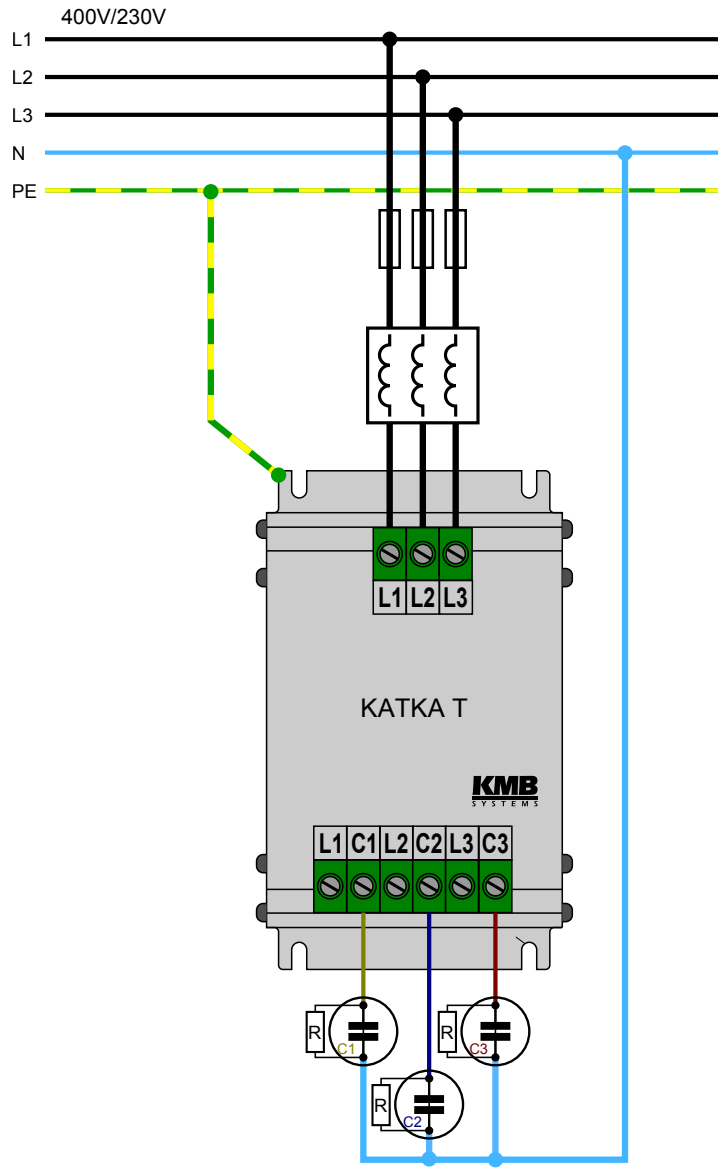 400V/230V
L1
L2
L3
N
PE
L1 L2 L3
KATKA T
KMB
SYSTEMS
L1 C1 L2 C2 L3 C3
R C1 R C3
R C2